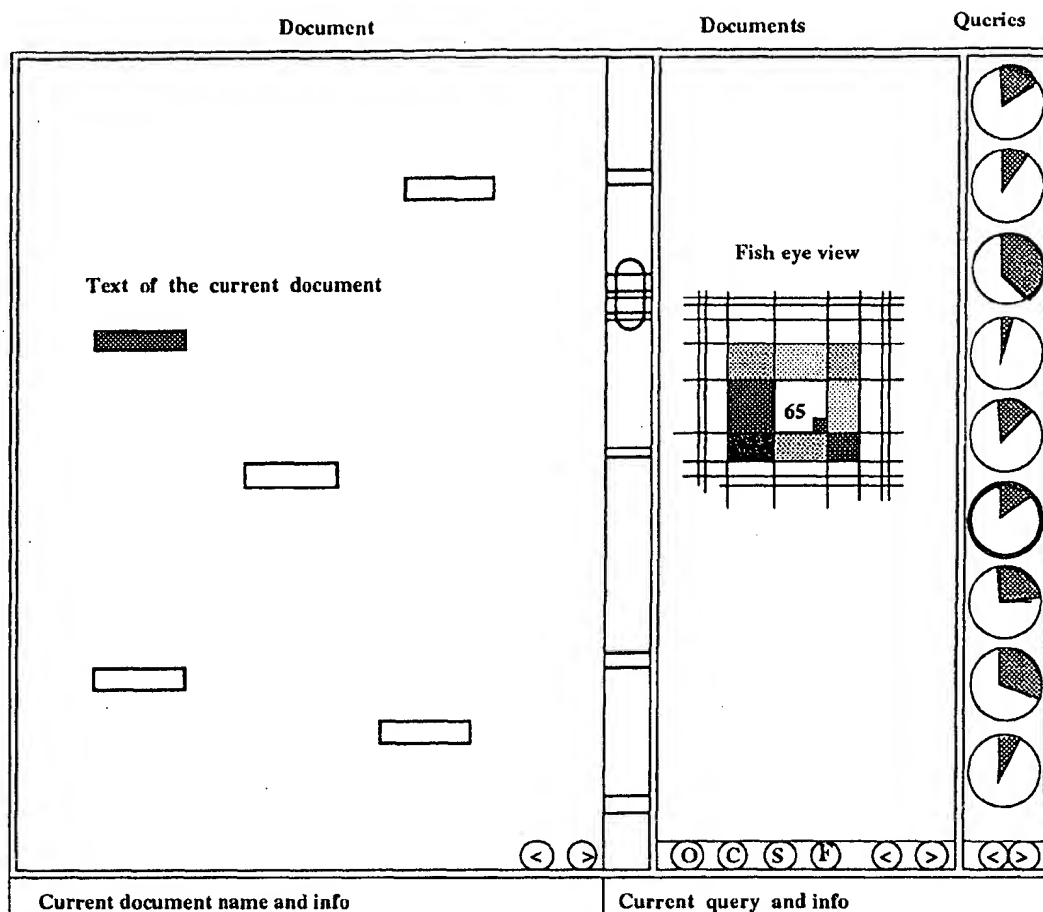 Document Documents Queries
Fish eye view
Text of the current document
65
< > O C S F < > < >
Current document name and info Current query and info